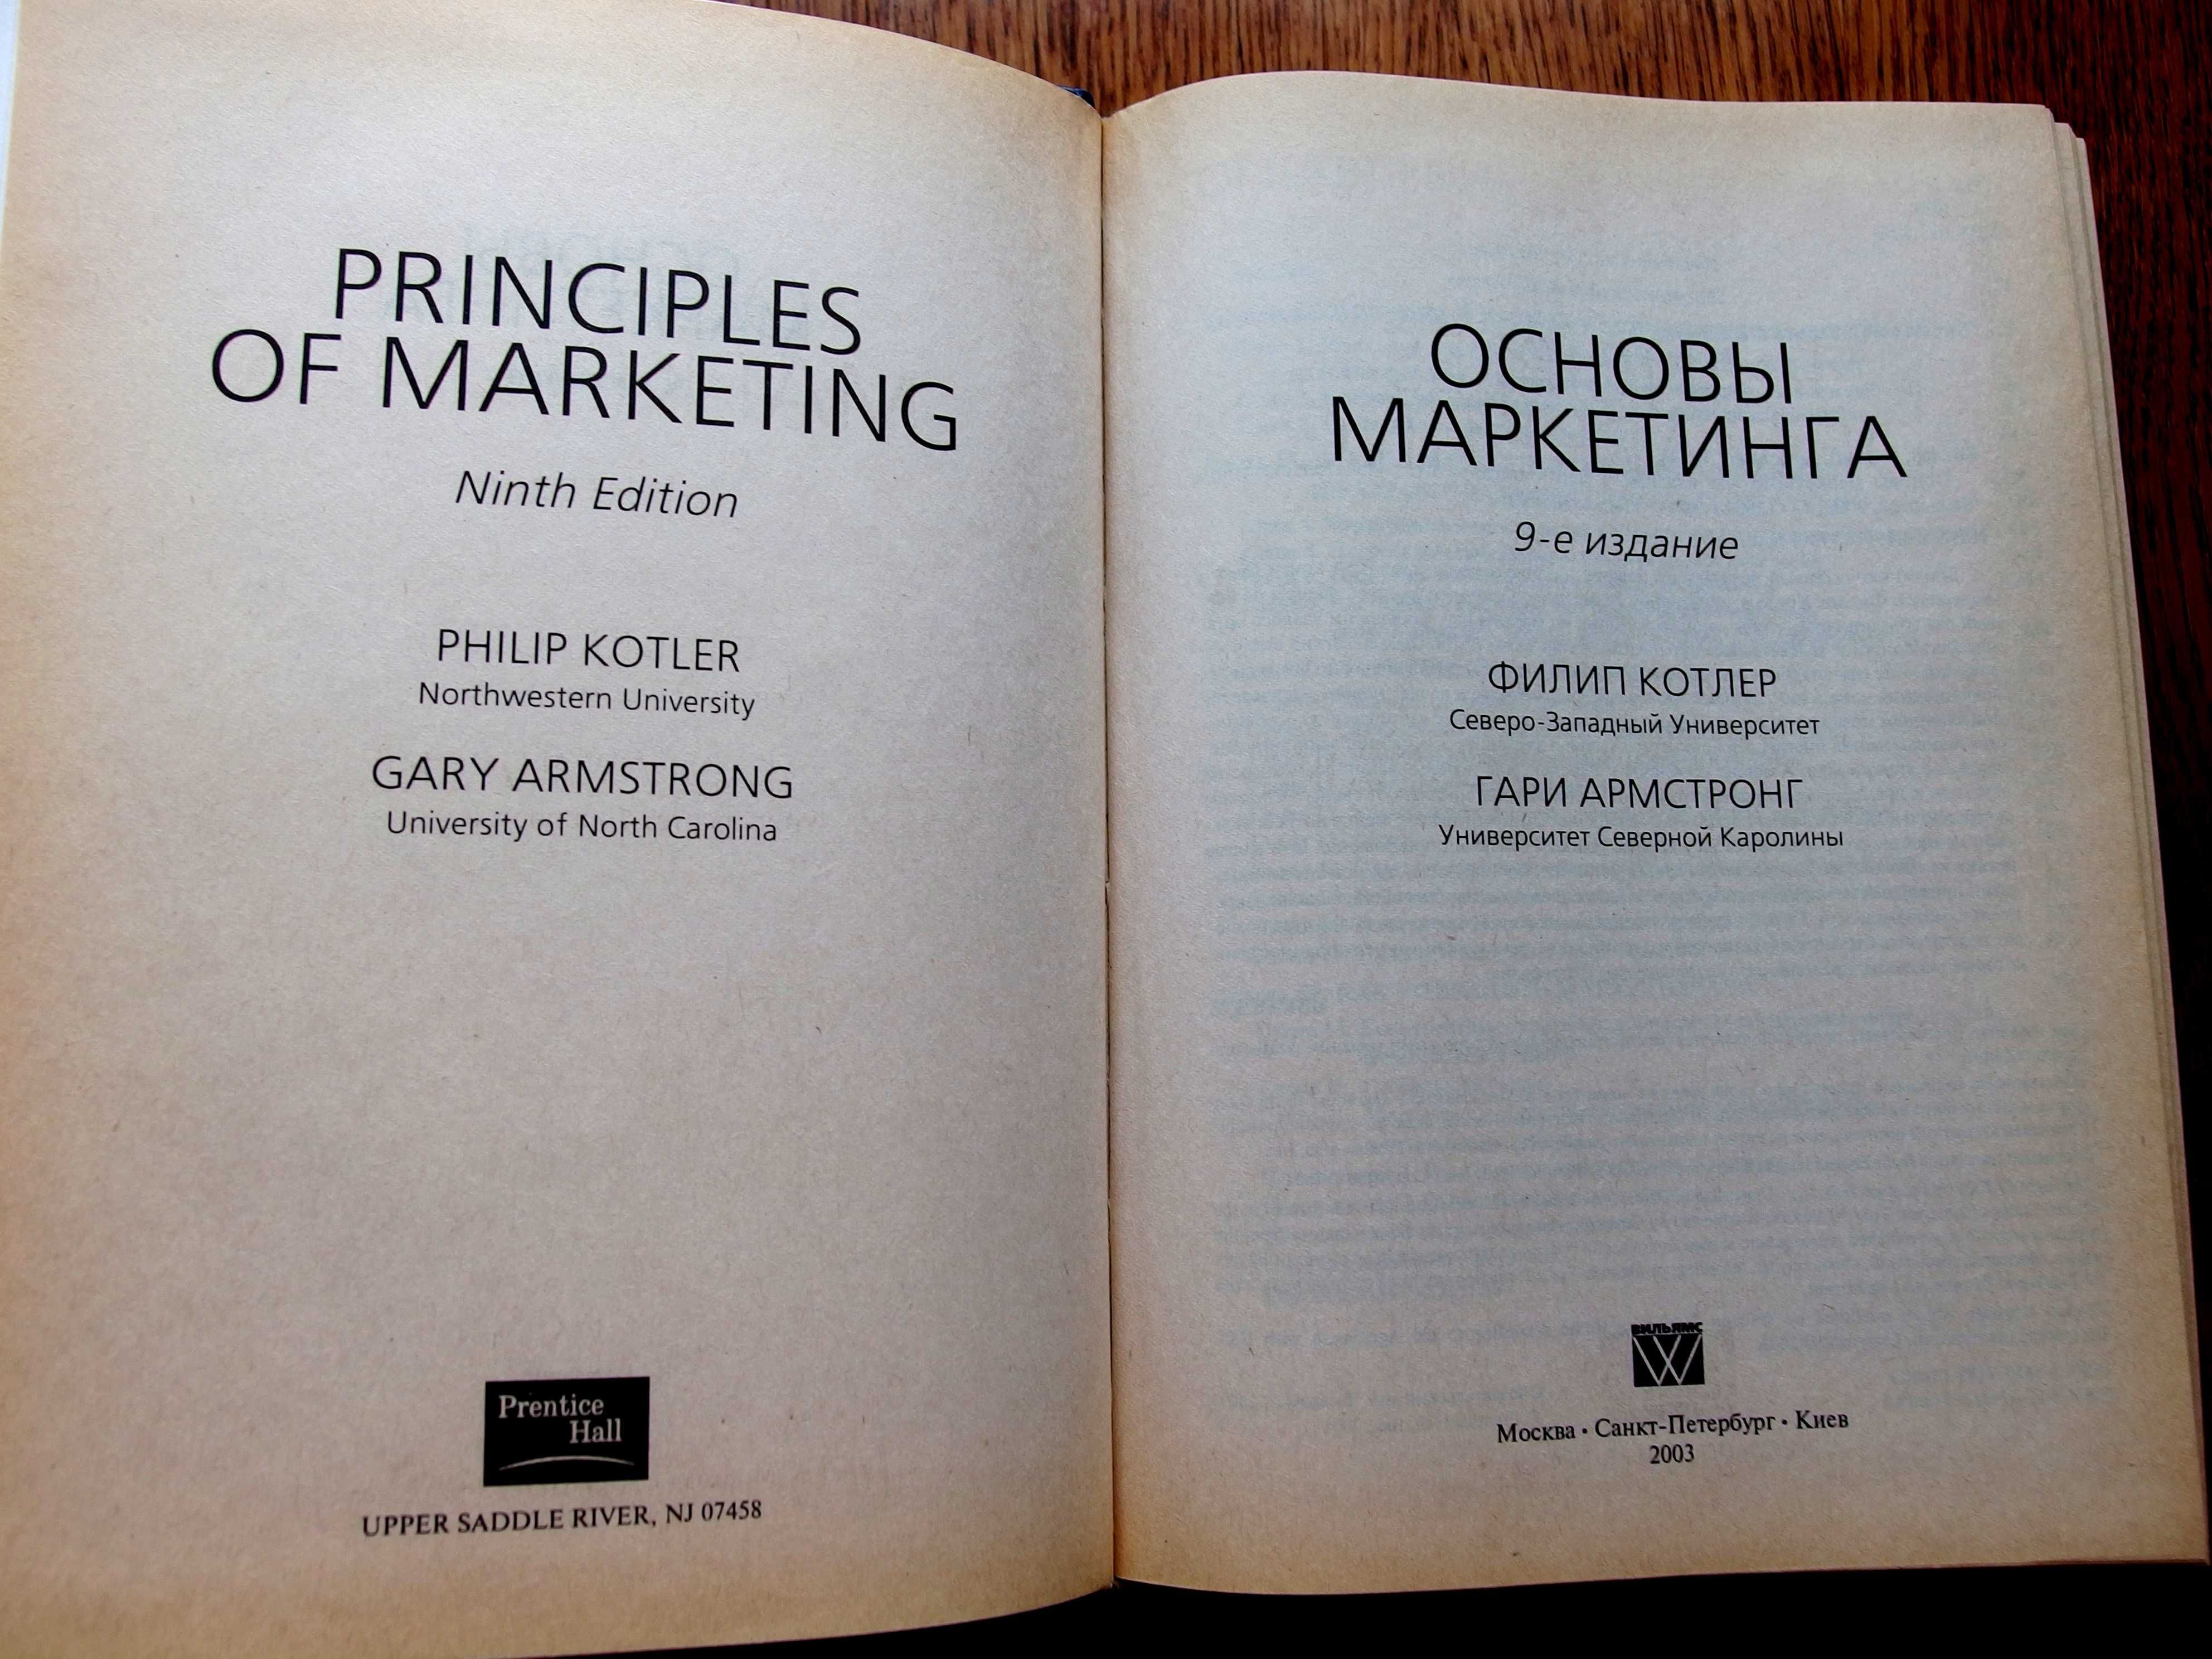 PRINCIPLES
OF MARKETING
Ninth Edition
PHILIP KOTLER
Northwestern University
GARY ARMSTRONG
University of North Carolina
Prentice
Hall
UPPER SADDLE RIVER, NJ 07458
ОСНОВЫ
МАРКЕТИНГА
9-е издание
ФИЛИП КОТЛЕР
Северо-Западный Университет
ГАРИ АРМСТРОНГ
Университет Северной Каролины
ВИЛЬЯМС
W
Москва • Санкт-Петербург • Киев
2003